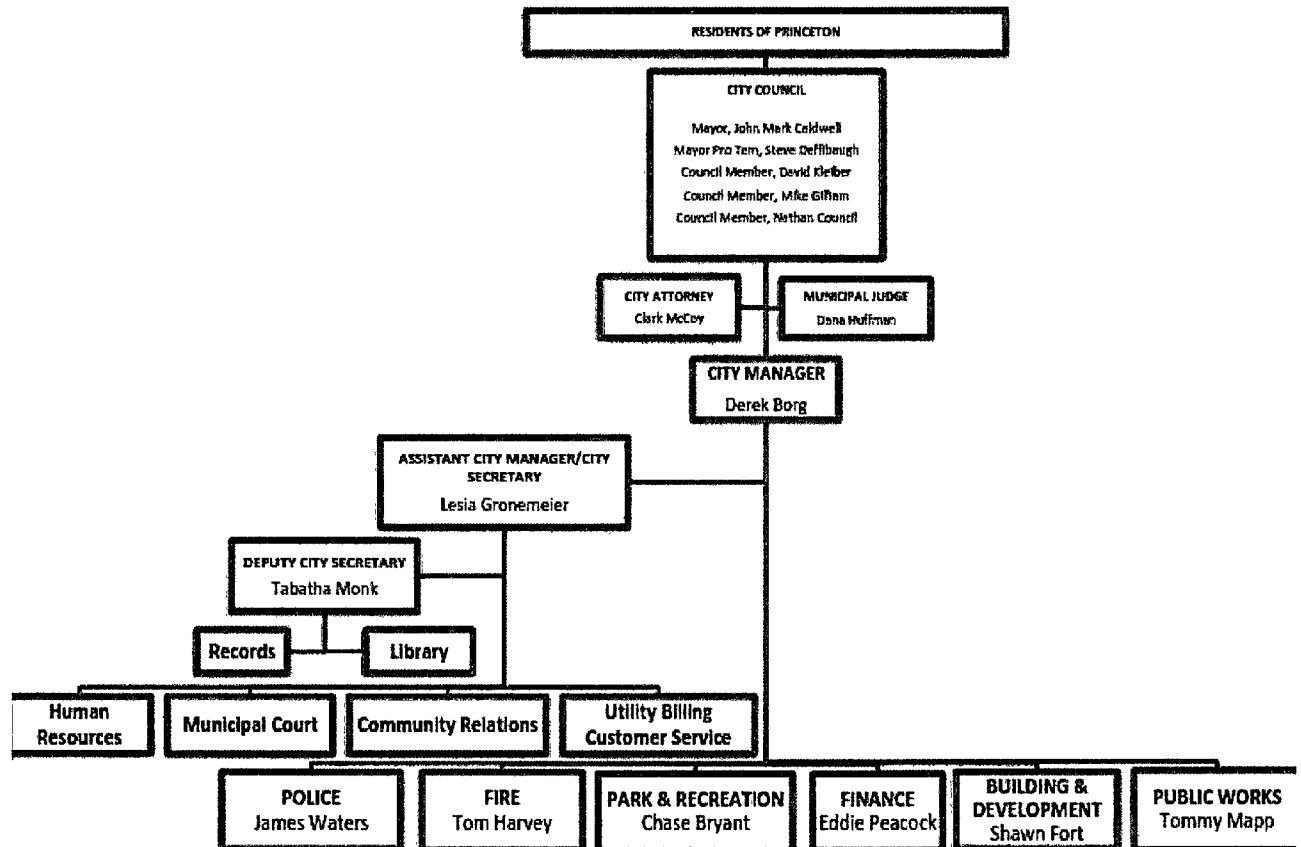 RESIDENTS OF PRINCETON
CITY COUNCIL
Mayor, John Mark Caldwell
Mayor Pro Tem, Steve Deffibaugh
Council Member, David Kleiber
Council Member, Mike Gilliam
Council Member, Nathan Council
CITY ATTORNEY
Clark McCoy
MUNICIPAL JUDGE
Dana Huffman
CITY MANAGER
Derek Borg
ASSISTANT CITY MANAGER/CITY
SECRETARY
Lesia Gronemeier
DEPUTY CITY SECRETARY
Tabatha Monk
Records
Library
Human
Resources
Municipal Court
Community Relations
Utility Billing
Customer Service
POLICE
James Waters
FIRE
Tom Harvey
PARK & RECREATION
Chase Bryant
FINANCE
Eddie Peacock
BUILDING &
DEVELOPMENT
Shawn Fort
PUBLIC WORKS
Tommy Mapp